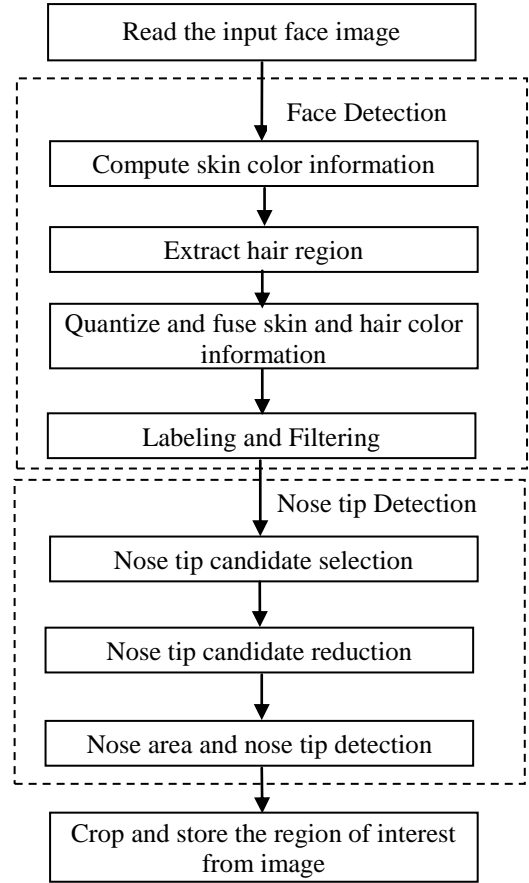 Read the input face image
Face Detection
Compute skin color information
Extract hair region
Quantize and fuse skin and hair color
information
Labeling and Filtering
Nose tip Detection
Nose tip candidate selection
Nose tip candidate reduction
Nose area and nose tip detection
Crop and store the region of interest
from image